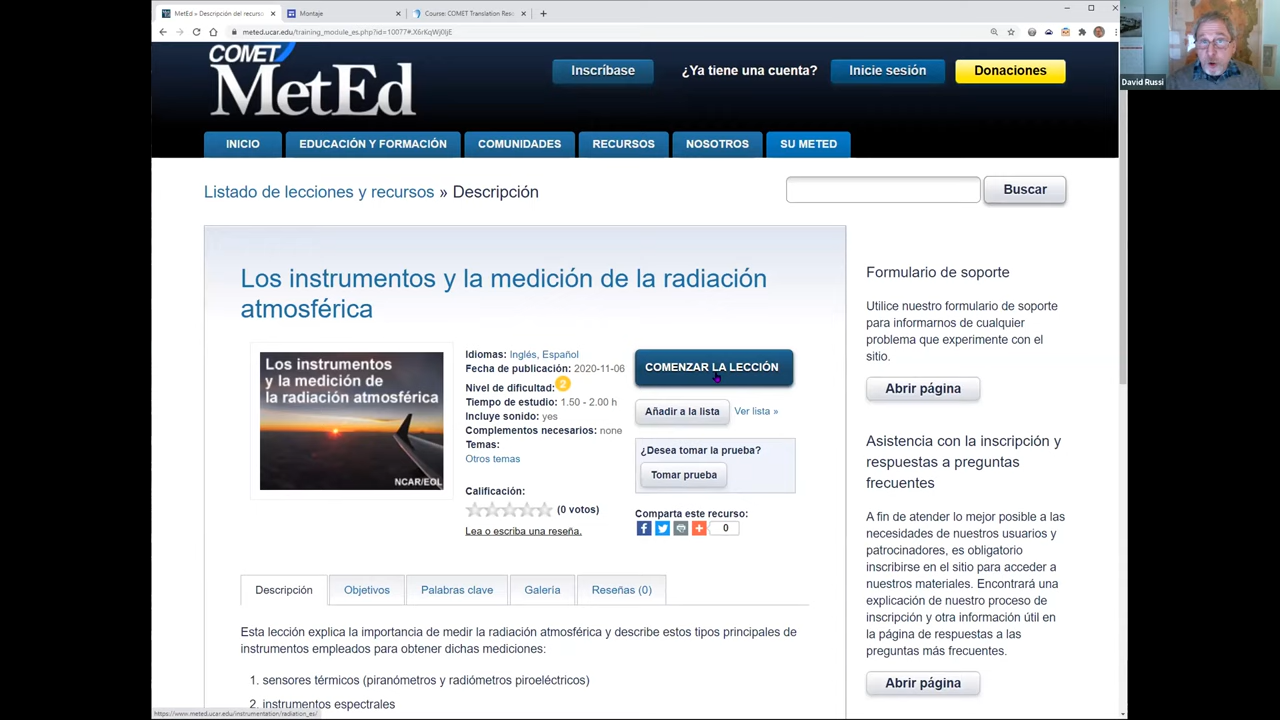 MetEd » Descripción del recurso
Montaje
Course: COMET Translation Res
meted.ucar.edu/training_module_es.php?id=10077#.X6rKqWj0IjE
David Russi
COMET
MetEd
Inscríbase
¿Ya tiene una cuenta?
Inicie sesión
Donaciones
INICIO
EDUCACIÓN Y FORMACIÓN
COMUNIDADES
RECURSOS
NOSOTROS
SU METED
Listado de lecciones y recursos » Descripción
Buscar
Los instrumentos y la medición de la radiación
atmosférica
Los instrumentos
y la medición de
la radiación atmosférica
NCAR/EOL
Idiomas: Inglés, Español
Fecha de publicación: 2020-11-06
Nivel de dificultad: 2
Tiempo de estudio: 1.50 - 2.00 h
Incluye sonido: yes
Complementos necesarios: none
Temas:
Otros temas
Calificación:
(0 votos)
Lea o escriba una reseña.
COMENZAR LA LECCIÓN
Añadir a la lista
Ver lista »
¿Desea tomar la prueba?
Tomar prueba
Comparta este recurso:
0
Descripción
Objetivos
Palabras clave
Galería
Reseñas (0)
Esta lección explica la importancia de medir la radiación atmosférica y describe estos tipos principales de
instrumentos empleados para obtener dichas mediciones:
1. sensores térmicos (piranómetros y radiómetros piroeléctricos)
2. instrumentos espectrales
Formulario de soporte
Utilice nuestro formulario de soporte
para informarnos de cualquier
problema que experimente con el
sitio.
Abrir página
Asistencia con la inscripción y
respuestas a preguntas
frecuentes
A fin de atender lo mejor posible a las
necesidades de nuestros usuarios y
patrocinadores, es obligatorio
inscribirse en el sitio para acceder a
nuestros materiales. Encontrará una
explicación de nuestro proceso de
inscripción y otra información útil en
la página de respuestas a las
preguntas más frecuentes.
Abrir página
https://www.meted.ucar.edu/instrumentation/radiation_es/